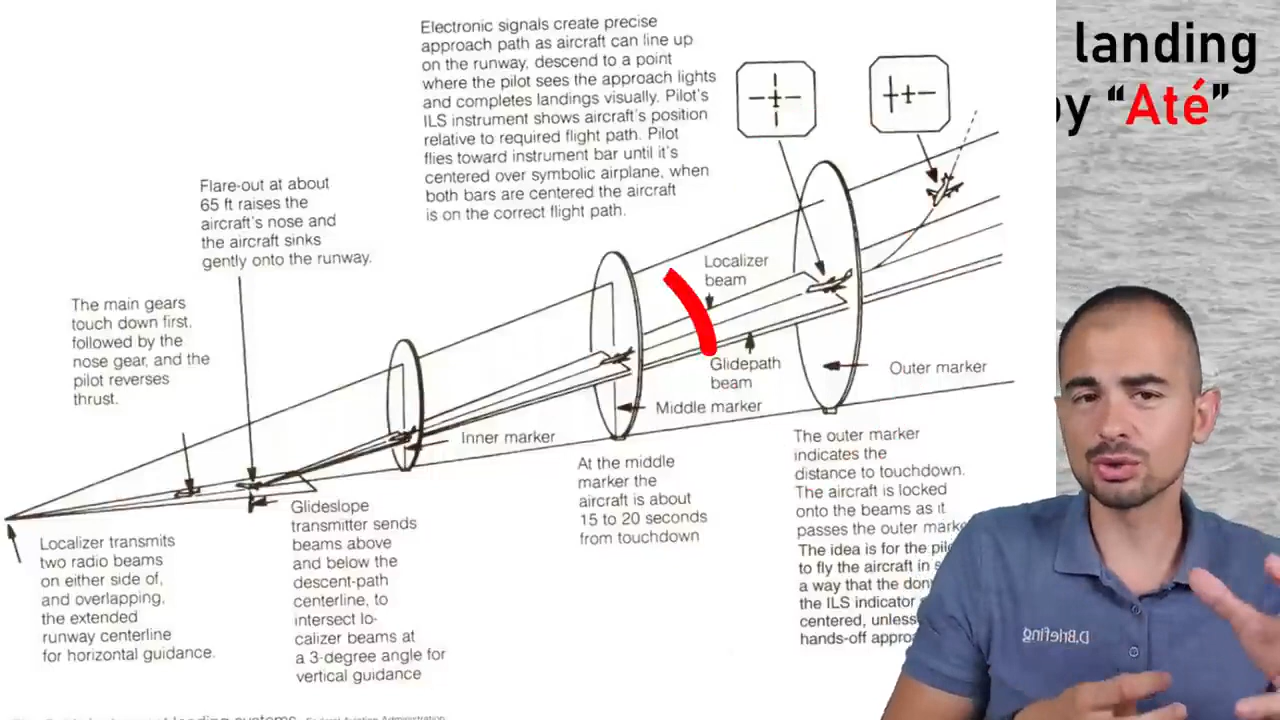 Electronic signals create precise
approach path as aircraft can line up
on the runway, descend to a point
where the pilot sees the approach lights
and completes landings visually. Pilot's
ILS instrument shows aircraft's position
relative to required flight path. Pilot
flies toward instrument bar until it's
centered over symbolic airplane, when
both bars are centered the aircraft
is on the correct flight path.
landing
by “Até”
Flare-out at about
65 ft raises the
aircraft's nose and
the aircraft sinks
gently onto the runway.
The main gears
touch down first,
followed by the
nose gear, and the
pilot reverses
thrust.
Localizer
beam
Glidepath
beam
Outer marker
Middle marker
Inner marker
Localizer transmits
two radio beams
on either side of,
and overlapping,
the extended
runway centerline
for horizontal guidance.
Glideslope
transmitter sends
beams above
and below the
descent-path
centerline, to
intersect lo-
calizer beams at
a 3-degree angle for
vertical guidance
At the middle
marker the
aircraft is about
15 to 20 seconds
from touchdown
The outer marker
indicates the
distance to touchdown.
The aircraft is locked
onto the beams as it
passes the outer marke
The idea is for the pil
to fly the aircraft in
a way that the
the ILS indicator
centered, unless
hands-off appro
D.Briefing
landing systems. Federal Aviation Administration